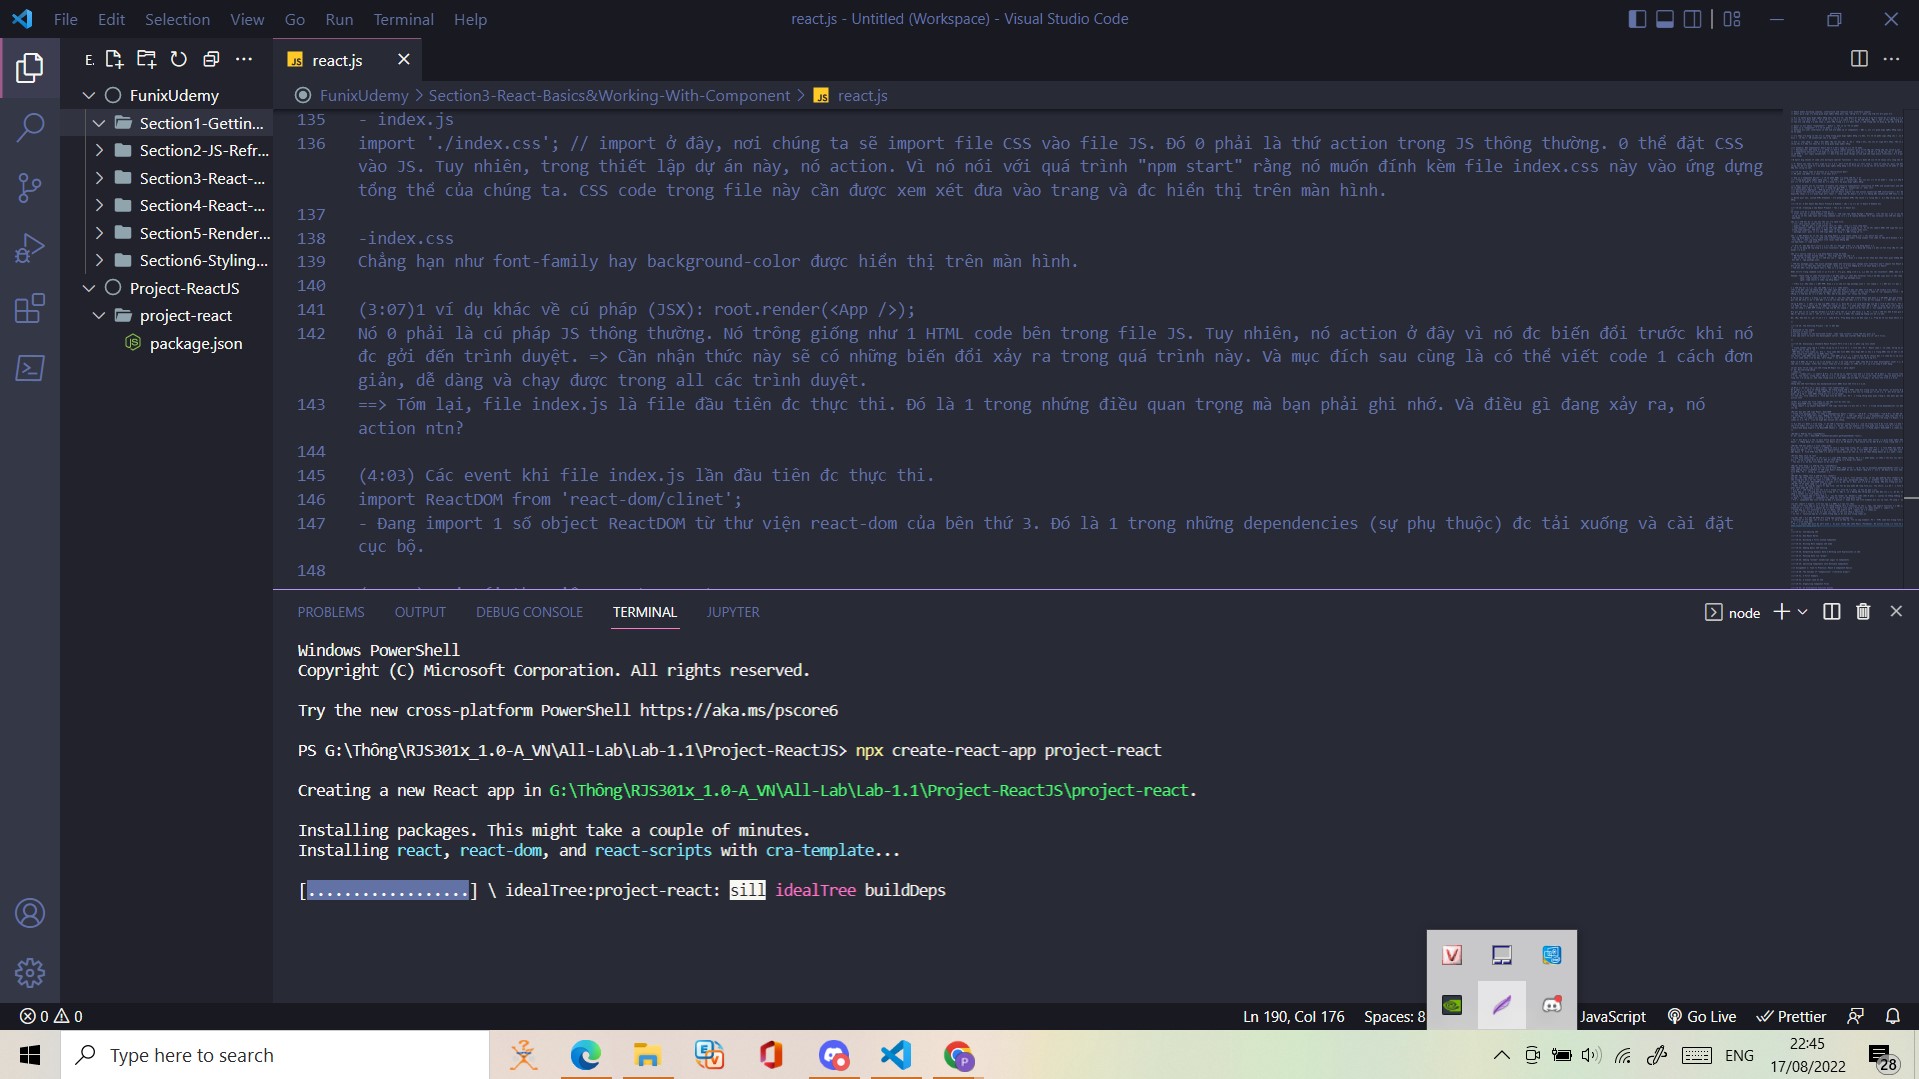 File Edit Selection View Go Run Terminal Help
react.js - Untitled (Workspace) - Visual Studio Code
E.
react.js
FunixUdemy
Section1-Gettin...
Section2-JS-Refr...
Section3-React-...
Section4-React-...
Section5-Render...
Section6-Styling...
Project-ReactJS
project-react
package.json
FunixUdemy > Section3-React-Basics&Working-With-Component > JS react.js
135 - index.js
136 import './index.css'; // import ở đây, nơi chúng ta sẽ import file CSS vào file JS. Đó 0 phải là thứ action trong JS thông thường. 0 thể đặt CSS
vào JS. Tuy nhiên, trong thiết lập dự án này, nó action. Vì nó nói với quá trình "npm start" rằng nó muốn đính kèm file index.css này vào ứng dụng
tổng thể của chúng ta. CSS code trong file này cần được xem xét đưa vào trang và đc hiển thị trên màn hình.
137
138 -index.css
139 Chẳng hạn như font-family hay background-color được hiển thị trên màn hình.
140
141 (3:07)1 ví dụ khác về cú pháp (JSX): root.render(<App />);
142 Nó 0 phải là cú pháp JS thông thường. Nó trông giống như 1 HTML code bên trong file JS. Tuy nhiên, nó action ở đây vì nó đc biến đổi trước khi nó
đc gởi đến trình duyệt. => Cần nhận thức này sẽ có những biến đổi xảy ra trong quá trình này. Và mục đích sau cùng là có thể viết code 1 cách đơn
giản, dễ dàng và chạy được trong all các trình duyệt.
143 ==> Tóm lại, file index.js là file đầu tiên đc thực thi. Đó là 1 trong nhứng điều quan trọng mà bạn phải ghi nhớ. Và điều gì đang xảy ra, nó
action ntn?
144
145 (4:03) Các event khi file index.js lần đầu tiên đc thực thi.
146 import ReactDOM from 'react-dom/clinet';
147 - Đang import 1 số object ReactDOM từ thư viện react-dom của bên thứ 3. Đó là 1 trong những dependencies (sự phụ thuộc) đc tải xuống và cài đặt
cục bộ.
148
PROBLEMS OUTPUT DEBUG CONSOLE TERMINAL JUPYTER
node
Windows PowerShell
Copyright (C) Microsoft Corporation. All rights reserved.
Try the new cross-platform PowerShell https://aka.ms/pscore6
PS G:\Thông\RJS301x_1.0-A_VN\All-Lab\Lab-1.1\Project-ReactJS> npx create-react-app project-react
Creating a new React app in G:\Thông\RJS301x_1.0-A_VN\All-Lab\Lab-1.1\Project-ReactJS\project-react.
Installing packages. This might take a couple of minutes.
Installing react, react-dom, and react-scripts with cra-template...
[..................] \ idealTree:project-react: sill idealTree buildDeps
0 0
Ln 190, Col 176 Spaces: 8 JavaScript Go Live Prettier
Type here to search
ENG
22:45
17/08/2022
28